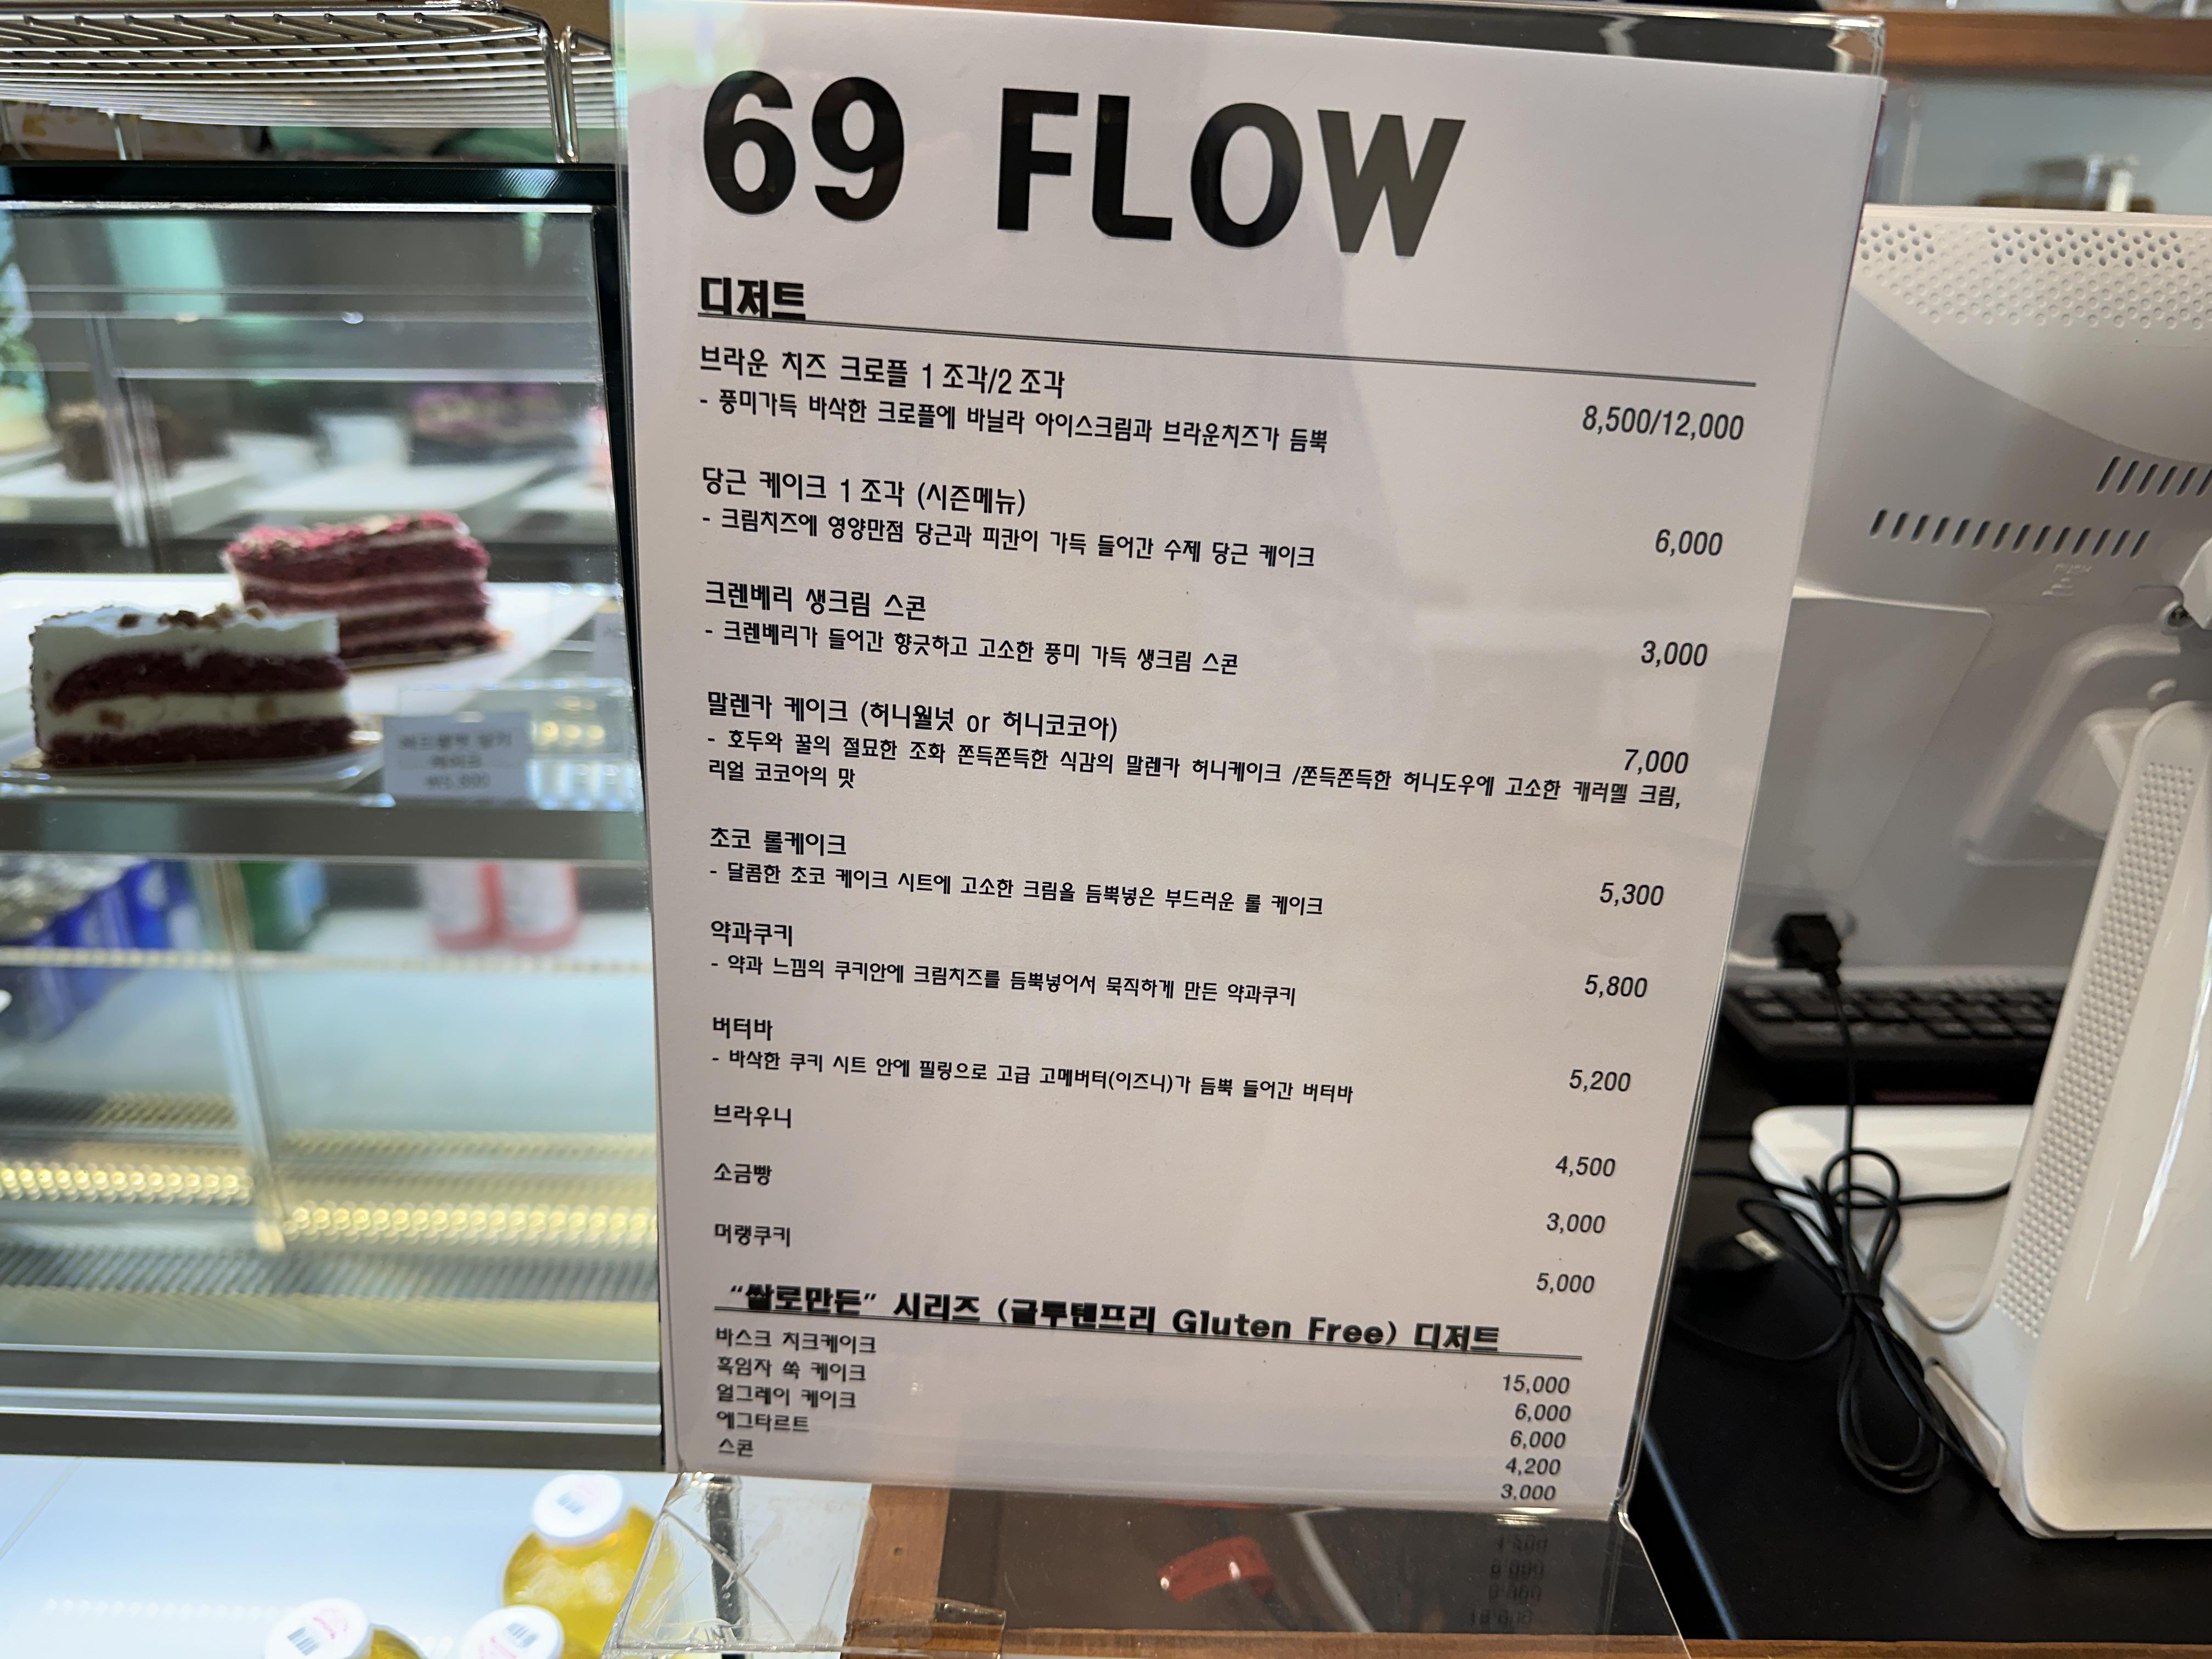 69 FLOW
디저트
브라운 치즈 크로플 1조각/2조각
8,500/12,000
- 풍미가득 바삭한 크로플에 바닐라 아이스크림과 브라운치즈가 듬뿍
당근 케이크 1조각 (시즌메뉴)
6,000
- 크림치즈에 영양만점 당근과 피칸이 가득 들어간 수제 당근 케이크
크렌베리 생크림 스콘
3,000
- 크렌베리가 들어간 향긋하고 고소한 풍미 가득 생크림 스콘
말렌카 케이크 (허니월넛 or 허니코코아)
7,000
- 호두와 꿀의 절묘한 조화 쫀득쫀득한 식감의 말렌카 허니케이크 /쫀득쫀득한 허니도우에 고소한 캐러멜 크림,
리얼 코코아의 맛
초코 롤케이크
5,300
- 달콤한 초코 케이크 시트에 고소한 크림을 듬뿍넣은 부드러운 롤 케이크
약과쿠키
5,800
- 약과 느낌의 쿠키안에 크림치즈를 듬뿍넣어서 묵직하게 만든 약과쿠키
버터바
5,200
- 바삭한 쿠키 시트 안에 필링으로 고급 고메버터(이즈니)가 듬뿍 들어간 버터바
브라우니
4,500
소금빵
3,000
머랭쿠키
5,000
“쌀로만든” 시리즈 (글루텐프리 Gluten Free) 디저트
바스크 치크케이크
15,000
흑임자 쑥 케이크
6,000
얼그레이 케이크
6,000
에그타르트
4,200
스콘
3,000
케이크